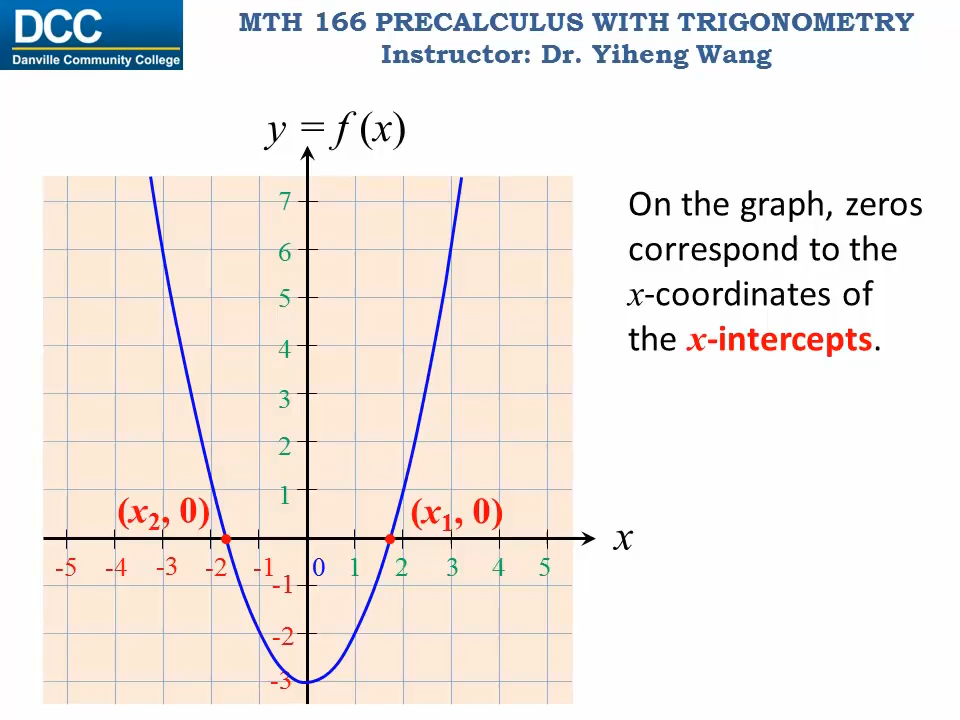 DCC
Danville Community College
MTH 166 PRECALCULUS WITH TRIGONOMETRY
Instructor: Dr. Yiheng Wang
y = f (x)
On the graph, zeros
correspond to the
x-coordinates of
the x-intercepts.
7
6
5
4
3
2
1
(x₂, 0)
(x₁, 0)
x
-5 -4 -3 -2 -1 0 1 2 3 4 5
-1
-2
-3